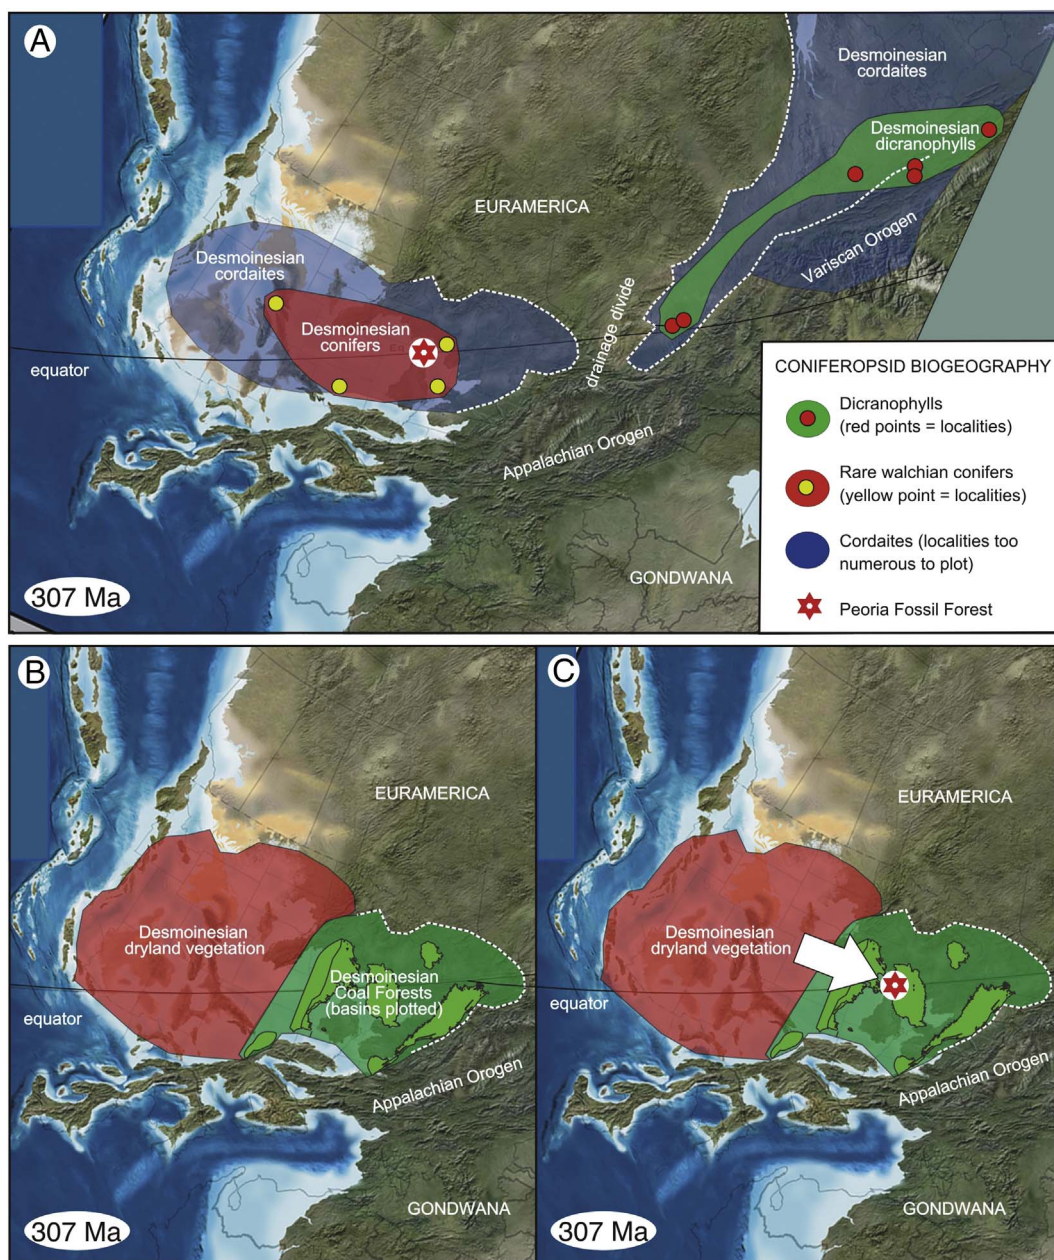 A
Desmoinesian
cordaites
Desmoinesian
dicranophylls
EURAMERICA
Variscan Orogen
Desmoinesian
cordaites
drainage divide
Desmoinesian
conifers
equator
Appalachian Orogen
GONDWANA
307 Ma
CONIFEROPSID BIOGEOGRAPHY
Dicranophylls
(red points = localities)
Rare walchian conifers
(yellow point = localities)
Cordaites (localities too
numerous to plot)
Peoria Fossil Forest
B
EURAMERICA
Desmoinesian
dryland vegetation
Desmoinesian
Coal Forests
(basins plotted)
equator
Appalachian Orogen
GONDWANA
307 Ma
C
EURAMERICA
Desmoinesian
dryland vegetation
equator
Appalachian Orogen
GONDWANA
307 Ma